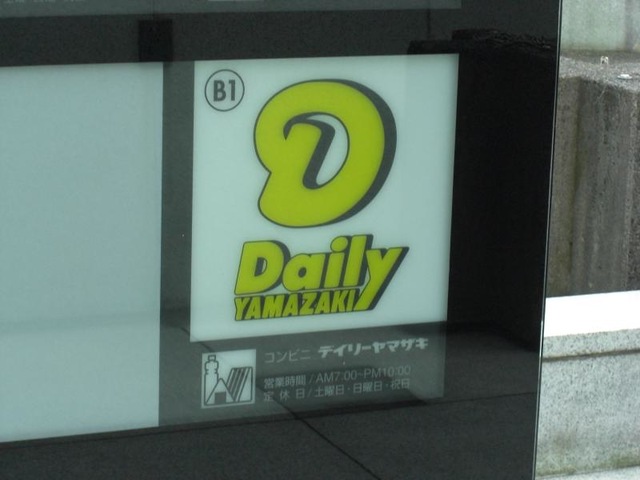 B1
D
Daily
YAMAZAKI
コンビニ デイリーヤマザキ
営業時間/AM7:00~PM10:00
定休日/土曜日・日曜日・祝日